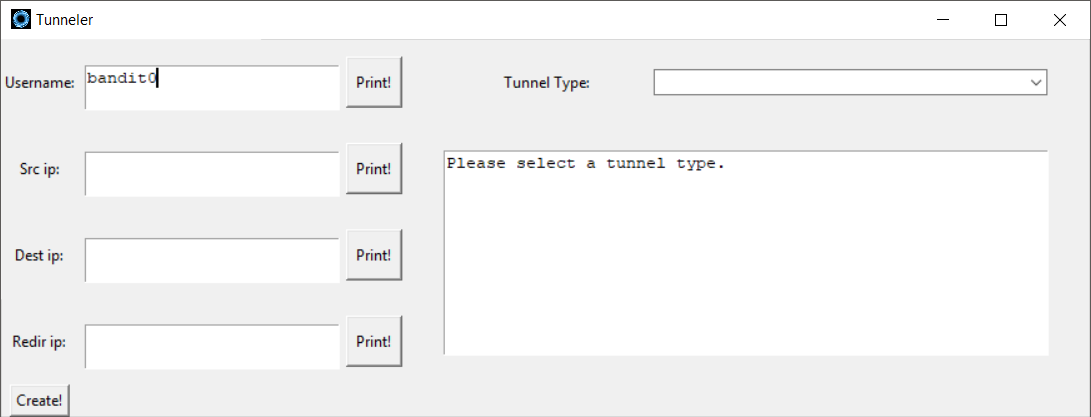 Tunneler
Username: bandit0 Print! Tunnel Type:
Src ip: Print! Please select a tunnel type.
Dest ip: Print!
Redir ip: Print!
Create!